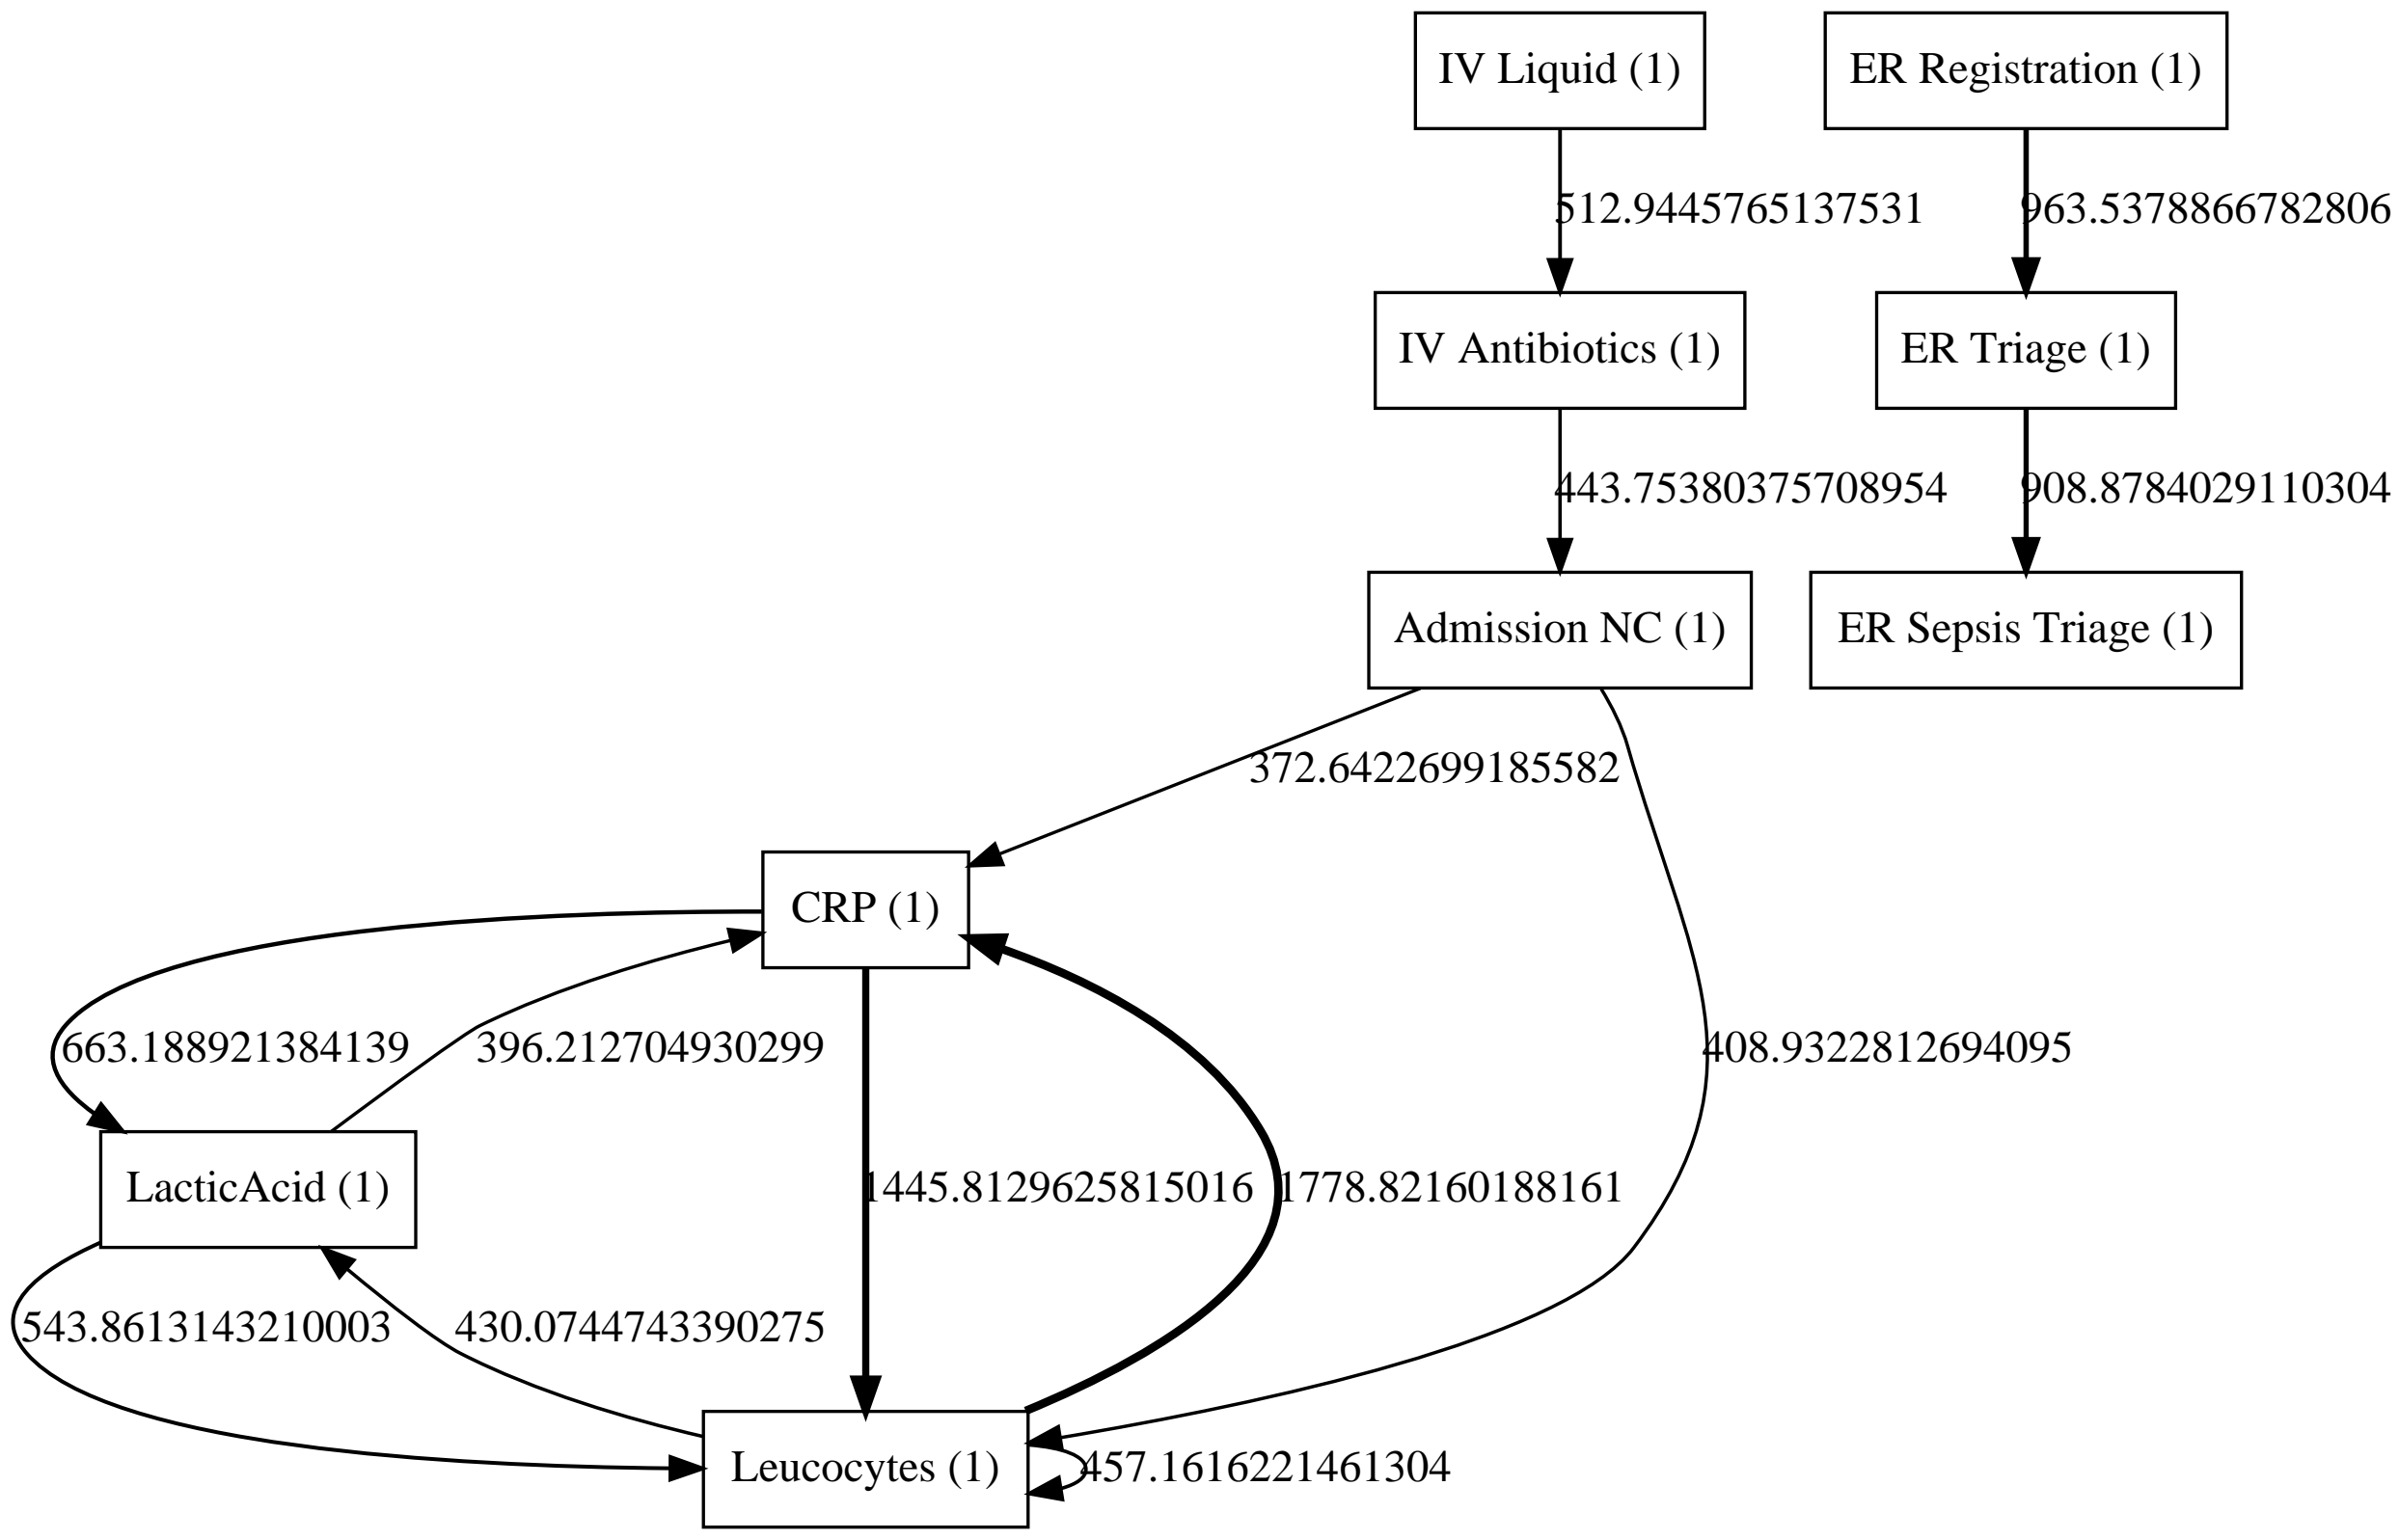 IV Liquid (1)
ER Registration (1)
512.9445765137531
963.5378866782806
IV Antibiotics (1)
ER Triage (1)
443.75380375708954
908.8784029110304
Admission NC (1)
ER Sepsis Triage (1)
372.6422699185582
CRP (1)
663.188921384139
396.212704930299
408.9322812694095
LacticAcid (1)
1445.8129625815016
1778.82160188161
543.8613143210003
430.0744743390275
Leucocytes (1)
457.1616221461304